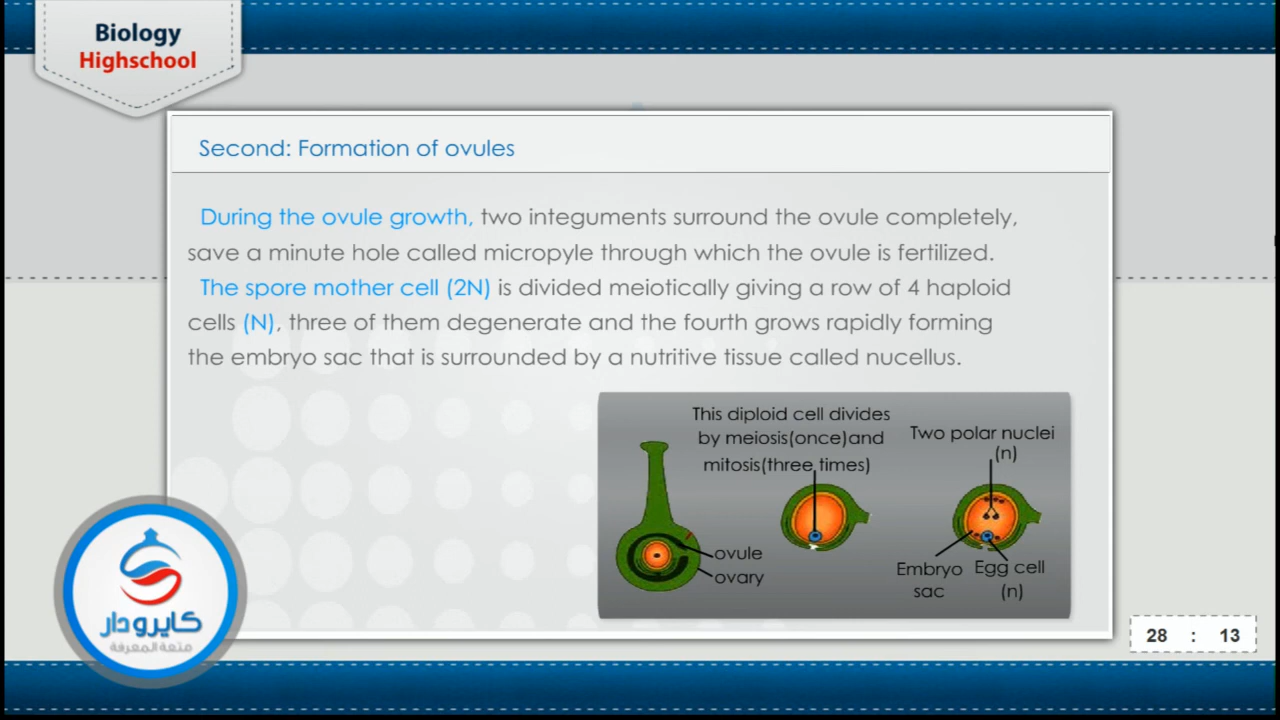 Biology
Highschool
Second: Formation of ovules
During the ovule growth, two integuments surround the ovule completely,
save a minute hole called micropyle through which the ovule is fertilized.
The spore mother cell (2N) is divided meiotically giving a row of 4 haploid
cells (N), three of them degenerate and the fourth grows rapidly forming
the embryo sac that is surrounded by a nutritive tissue called nucellus.
This diploid cell divides
by meiosis(once)and
mitosis(three times)
Two polar nuclei
(n)
ovule
ovary
Embryo
sac
Egg cell
(n)
كايرودار
متعة المعرفة
28 : 13